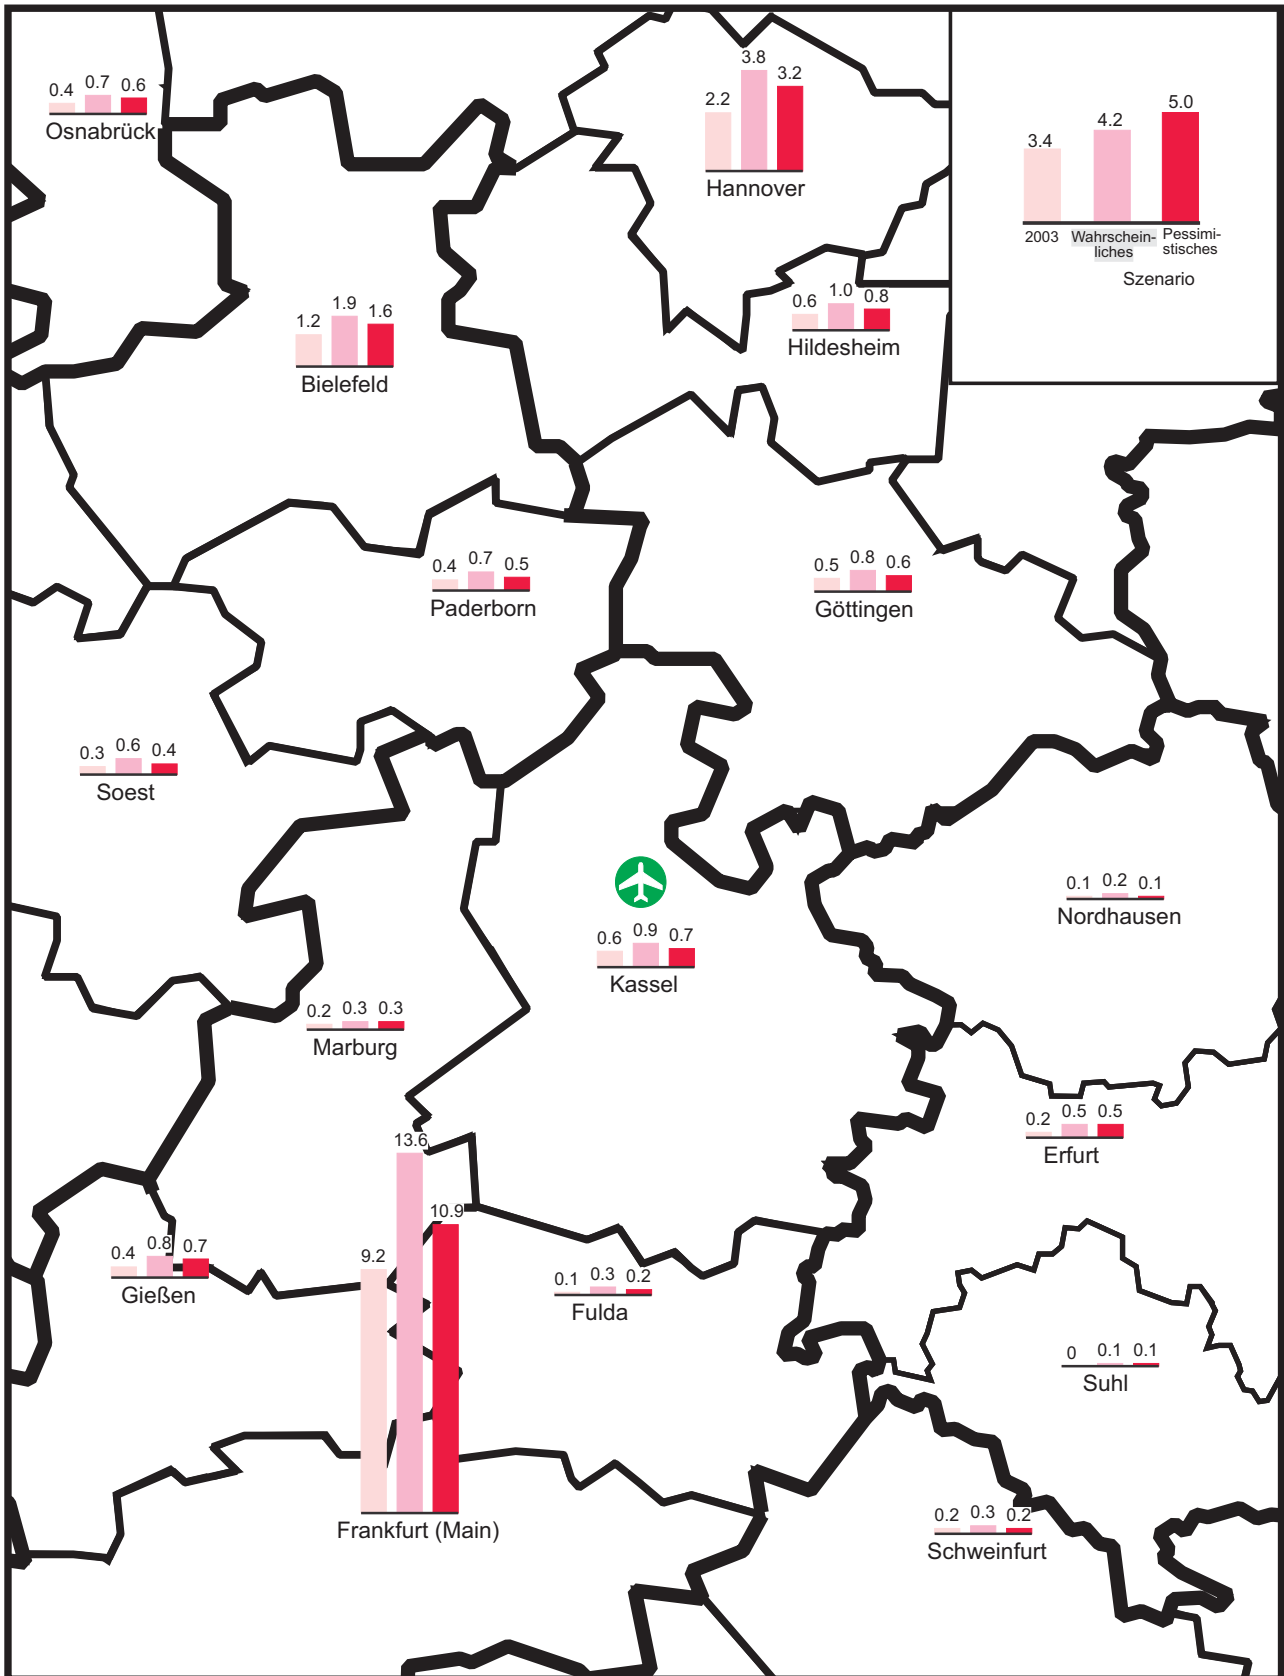 0.4 0.7 0.6
Osnabrück
2.2 3.8 3.2
Hannover
3.4 4.2 5.0
2003 Wahrschein- Pessimi-
liches stisches
Szenario
0.6 1.0 0.8
Hildesheim
1.2 1.9 1.6
Bielefeld
0.4 0.7 0.5
Paderborn
0.5 0.8 0.6
Göttingen
0.3 0.6 0.4
Soest
0.1 0.2 0.1
Nordhausen
0.6 0.9 0.7
Kassel
0.2 0.3 0.3
Marburg
0.2 0.5 0.5
Erfurt
9.2 13.6 10.9
Frankfurt (Main)
0.4 0.8 0.7
Gießen
0.1 0.3 0.2
Fulda
0 0.1 0.1
Suhl
0.2 0.3 0.2
Schweinfurt